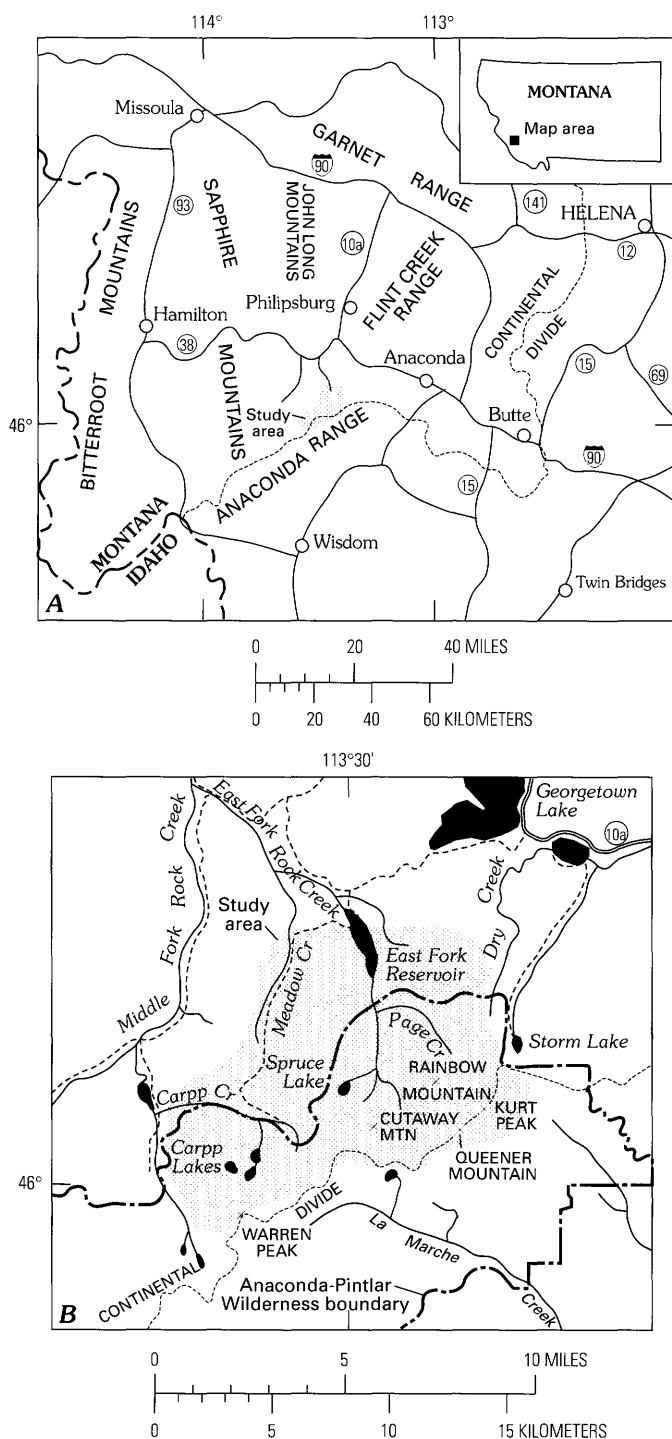 114°
113°
MONTANA
Map area
Missoula
GARNET
RANGE
90
141
HELENA
93
SAPPHIRE
JOHN LONG
MOUNTAINS
10a
12
MOUNTAINS
FLINT CREEK
RANGE
CONTINENTAL
DIVIDE
Philipsburg
Hamilton
38
Anaconda
15
69
MOUNTAINS
Study
area
Butte
46°
BITTERROOT
ANACONDA RANGE
90
15
MONTANA
IDAHO
Wisdom
Twin Bridges
A
0 20 40 MILES
0 20 40 60 KILOMETERS
113°30'
Georgetown
Lake
10a
East Fork
Rock Creek
Middle Fork Rock Creek
Study
area
Dry Creek
Meadow Cr
East Fork
Reservoir
Page Cr
Storm Lake
Spruce
Lake
RAINBOW
MOUNTAIN
Carpp Cr
CUTAWAY
MTN
KURT
PEAK
Carpp
Lakes
QUEENER
MOUNTAIN
46°
CONTINENTAL DIVIDE
WARREN
PEAK
La Marche Creek
Anaconda-Pintlar
Wilderness boundary
B
0 5 10 MILES
0 5 10 15 KILOMETERS